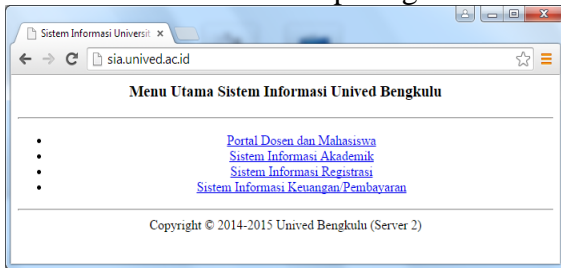 Sistem Informasi Universit
sia.unived.ac.id
Menu Utama Sistem Informasi Unived Bengkulu
Portal Dosen dan Mahasiswa
Sistem Informasi Akademik
Sistem Informasi Registrasi
Sistem Informasi Keuangan/Pembayaran
Copyright © 2014-2015 Unived Bengkulu (Server 2)